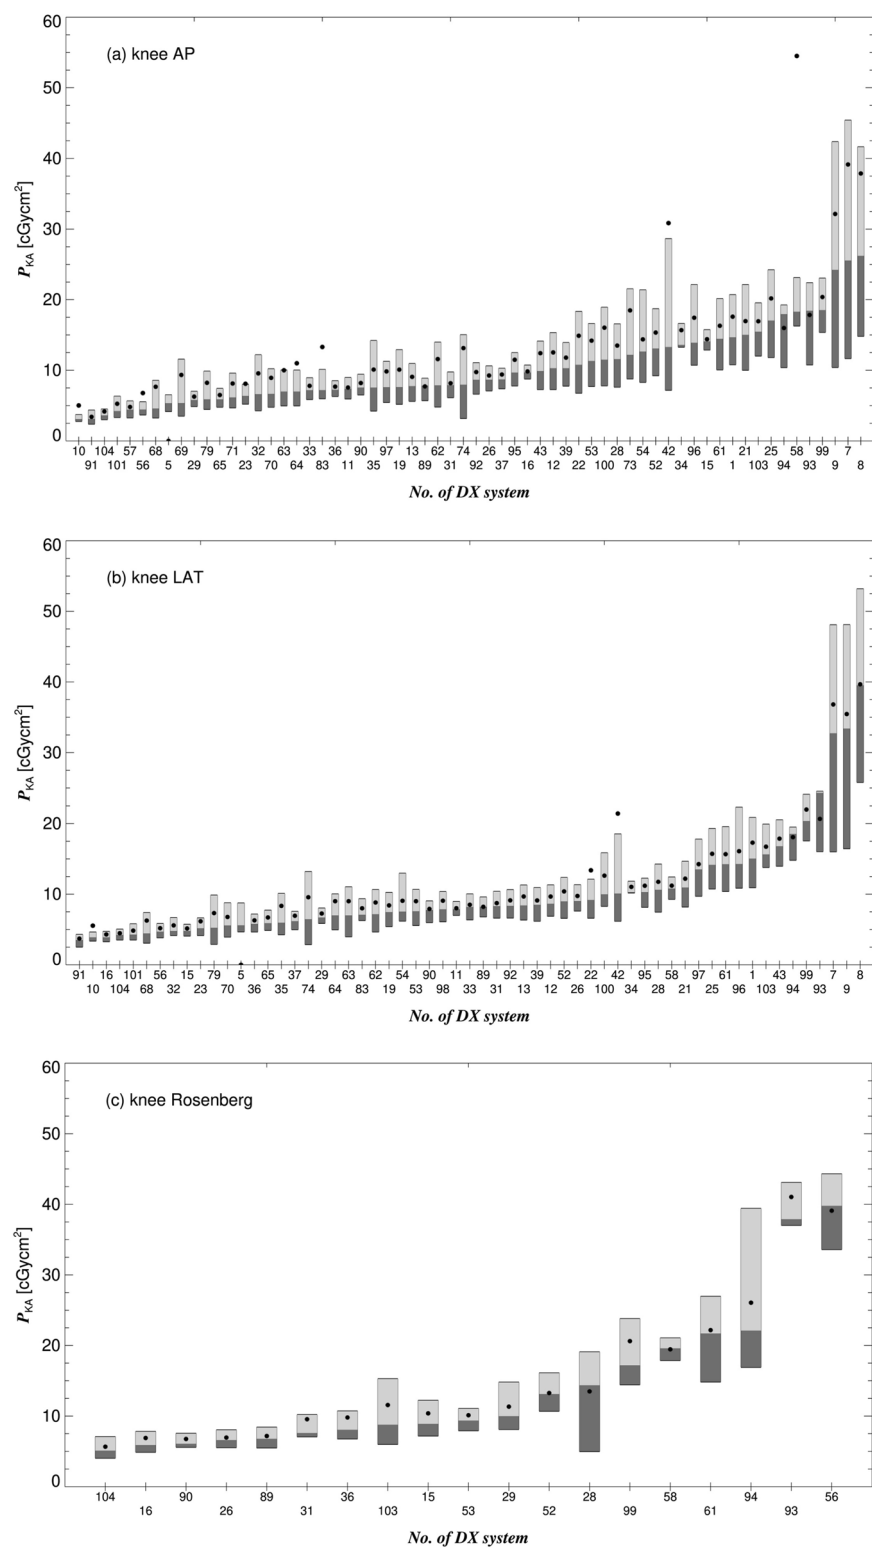 60
(a) knee AP
50
40
P_KA [cGycm²]
30
20
10
0
10 104 57 68 69 79 71 32 63 33 36 90 97 13 62 74 26 95 43 39 53 28 54 42 96 61 21 25 58 99 7
91 101 56 5 29 65 23 70 64 83 11 35 19 89 31 92 37 16 12 22 100 73 52 34 15 1 103 94 93 9 8
No. of DX system
60
(b) knee LAT
50
40
P_KA [cGycm²]
30
20
10
0
91 16 101 56 15 79 5 65 37 29 63 62 54 90 11 89 92 39 52 22 42 95 58 97 61 1 43 99 7 8
10 104 68 32 23 70 36 35 74 64 83 19 53 98 33 31 13 12 26 100 34 28 21 25 96 103 94 93 9
No. of DX system
60
(c) knee Rosenberg
50
40
P_KA [cGycm²]
30
20
10
0
104 90 89 36 15 29 28 58 94 56
16 26 31 103 53 52 99 61 93
No. of DX system